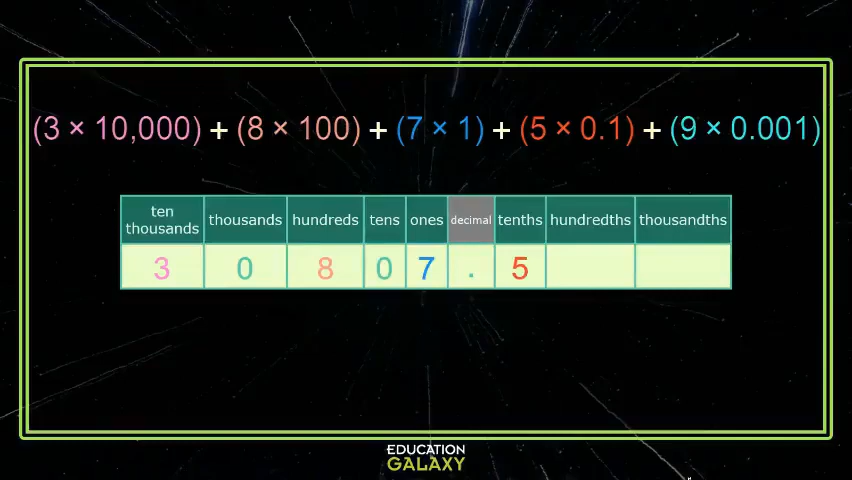 (3 × 10,000) + (8 × 100) + (7 × 1) + (5 × 0.1) + (9 × 0.001)
ten thousands thousands hundreds tens ones decimal tenths hundredths thousandths
3 0 8 0 7 . 5
EDUCATION
GALAXY